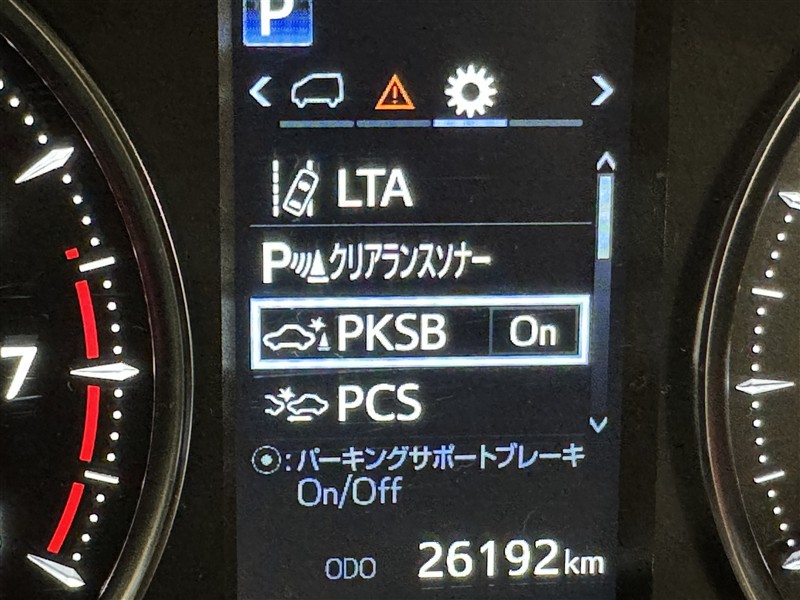 P
LTA
Pクリアランスソナー
PKSB On
PCS
:パーキングサポートブレーキ
On/Off
ODO 26192km
7